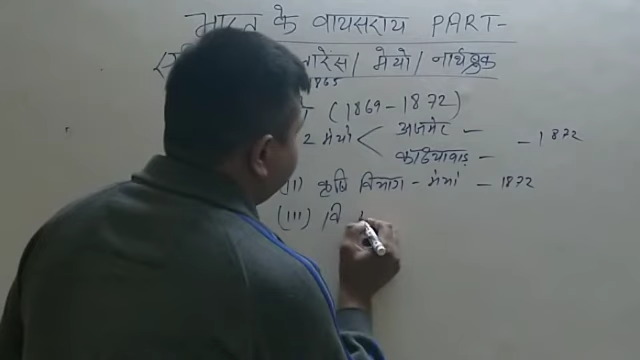 भारत के वायसराय PART-
लारेंस / मेयो / नार्थब्रुक
1865
(1869-1872)
2 मेयो < अजमेर -
काठियावाड़ - - 1872
(II) कृषि विभाग - मेयो - 1872
(III) वि